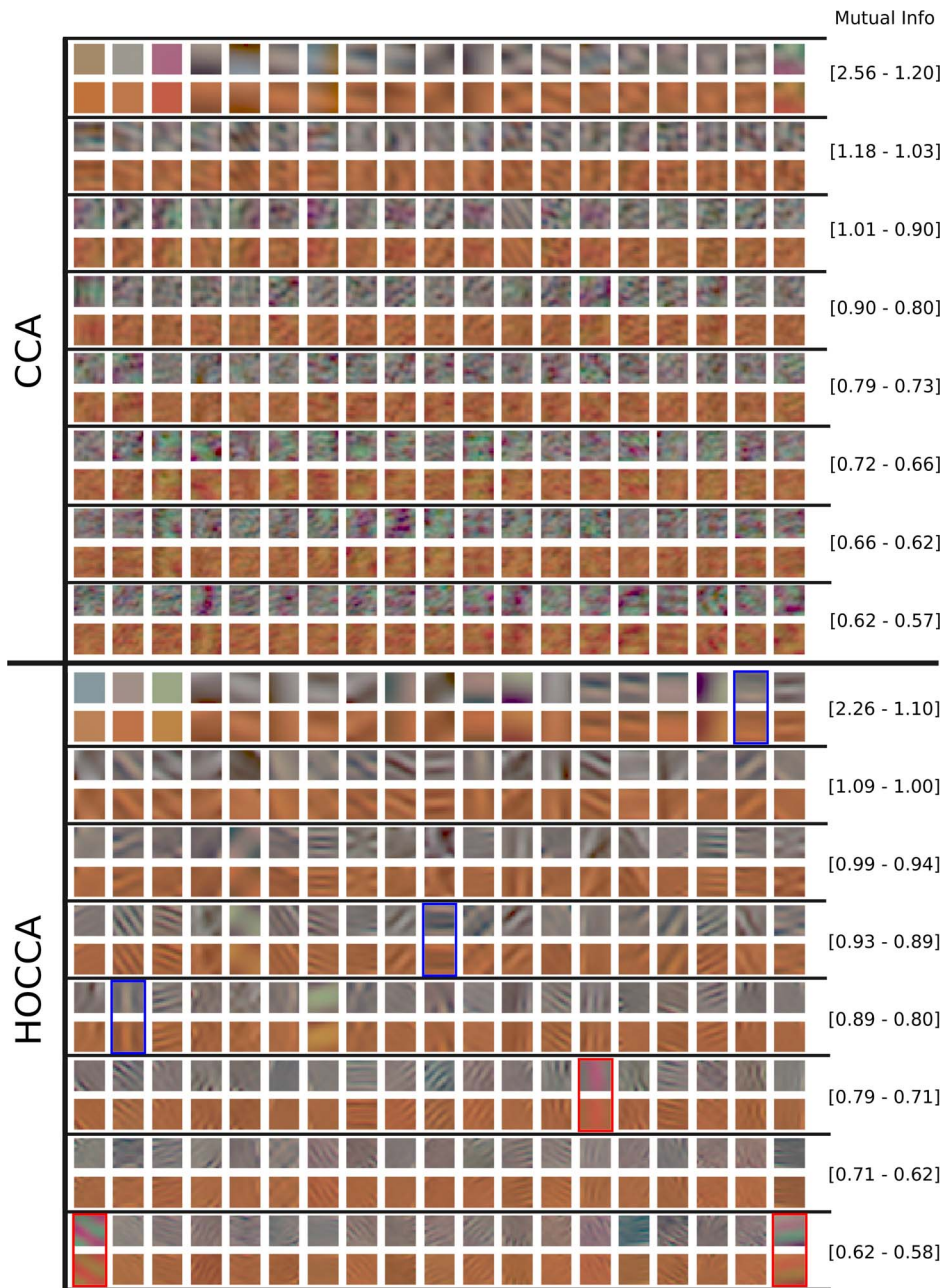 Mutual Info
CCA
[2.56 - 1.20]
[1.18 - 1.03]
[1.01 - 0.90]
[0.90 - 0.80]
[0.79 - 0.73]
[0.72 - 0.66]
[0.66 - 0.62]
[0.62 - 0.57]
HOCCA
[2.26 - 1.10]
[1.09 - 1.00]
[0.99 - 0.94]
[0.93 - 0.89]
[0.89 - 0.80]
[0.79 - 0.71]
[0.71 - 0.62]
[0.62 - 0.58]